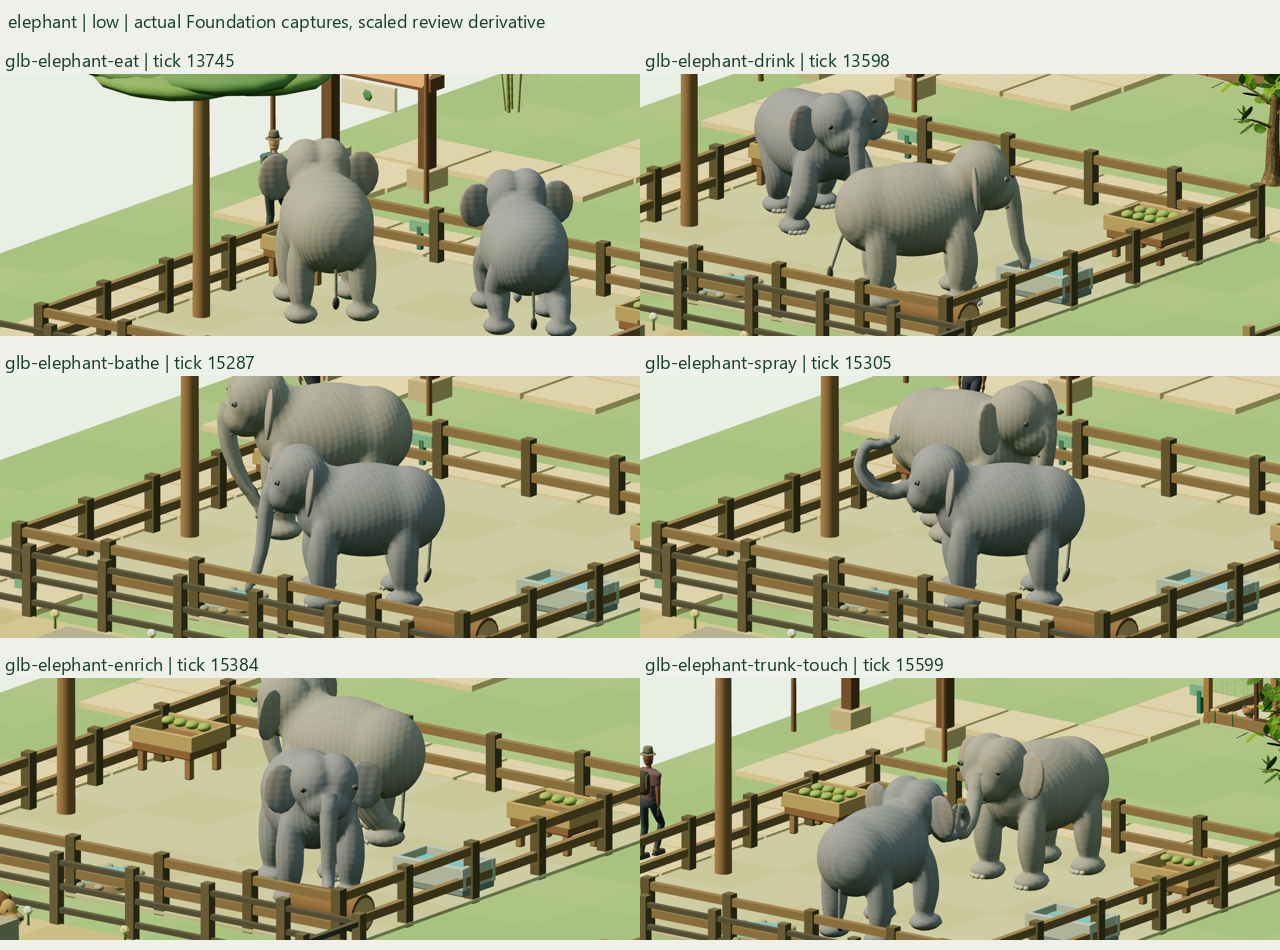 elephant | low | actual Foundation captures, scaled review derivative
glb-elephant-eat | tick 13745
glb-elephant-drink | tick 13598
glb-elephant-bathe | tick 15287
glb-elephant-spray | tick 15305
glb-elephant-enrich | tick 15384
glb-elephant-trunk-touch | tick 15599